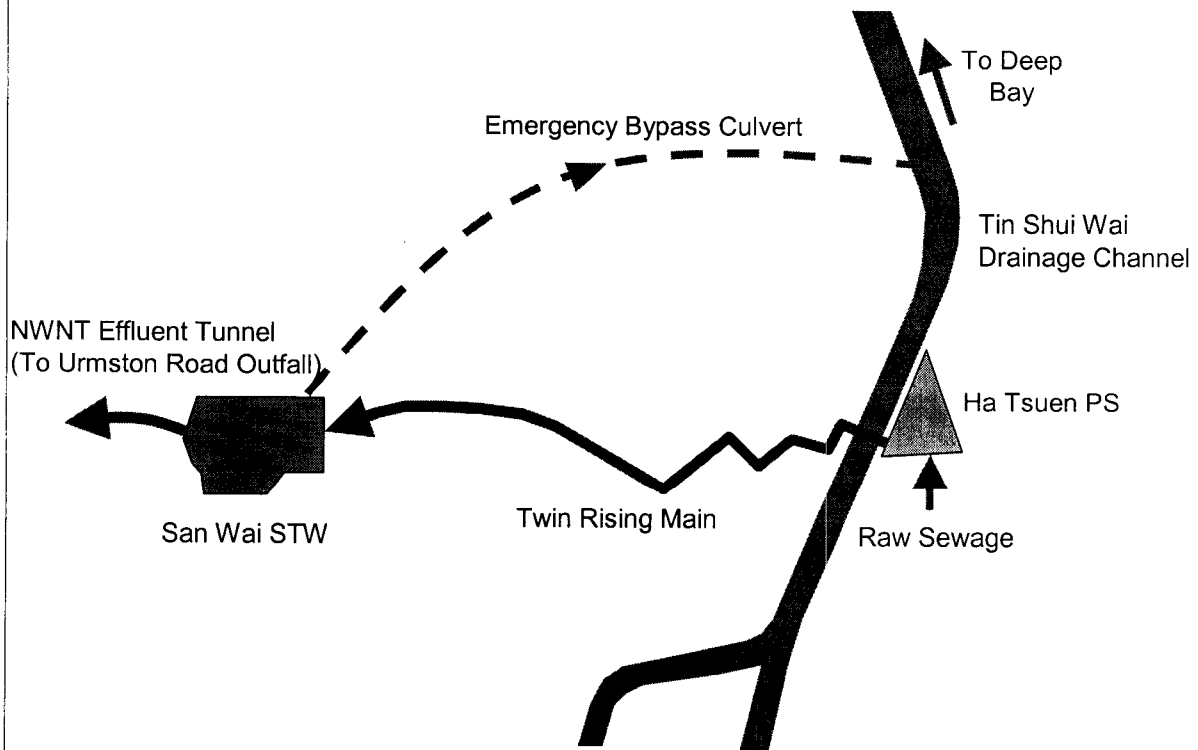 To Deep
Bay
Emergency Bypass Culvert
Tin Shui Wai
Drainage Channel
NWNT Effluent Tunnel
(To Urmston Road Outfall)
Ha Tsuen PS
San Wai STW
Twin Rising Main
Raw Sewage